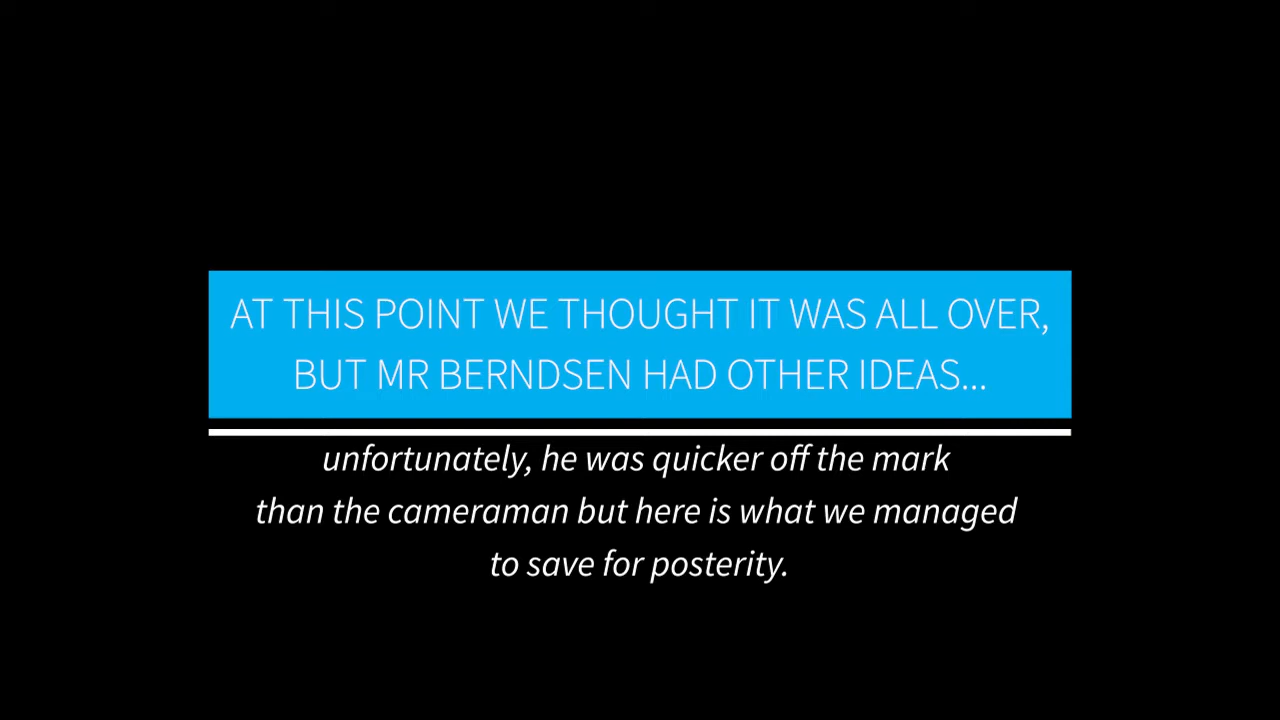 AT THIS POINT WE THOUGHT IT WAS ALL OVER,
BUT MR BERNDSEN HAD OTHER IDEAS...
unfortunately, he was quicker off the mark
than the cameraman but here is what we managed
to save for posterity.